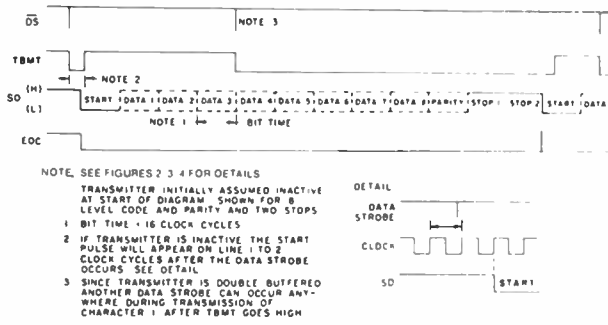 DS
NOTE 3
TBMT
NOTE 2
SO (H)
(L)
START DATA 1 DATA 2 DATA 3 DATA 4 DATA 5 DATA 6 DATA 7 DATA 8 PARITY STOP 1 STOP 2 START DATA
NOTE 1
BIT TIME
EOC
NOTE, SEE FIGURES 2 3 4 FOR DETAILS
TRANSMITTER INITIALLY ASSUMED INACTIVE
AT START OF DIAGRAM SHOWN FOR 8
LEVEL CODE AND PARITY AND TWO STOPS
1 BIT TIME = 16 CLOCK CYCLES
2 IF TRANSMITTER IS INACTIVE THE START
PULSE WILL APPEAR ON LINE 1 TO 2
CLOCK CYCLES AFTER THE DATA STROBE
OCCURS SEE DETAIL
3 SINCE TRANSMITTER IS DOUBLE BUFFERED
ANOTHER DATA STROBE CAN OCCUR ANY-
WHERE DURING TRANSMISSION OF
CHARACTER 1 AFTER TBMT GOES HIGH
DETAIL
DATA
STROBE
CLOCK
SO
START